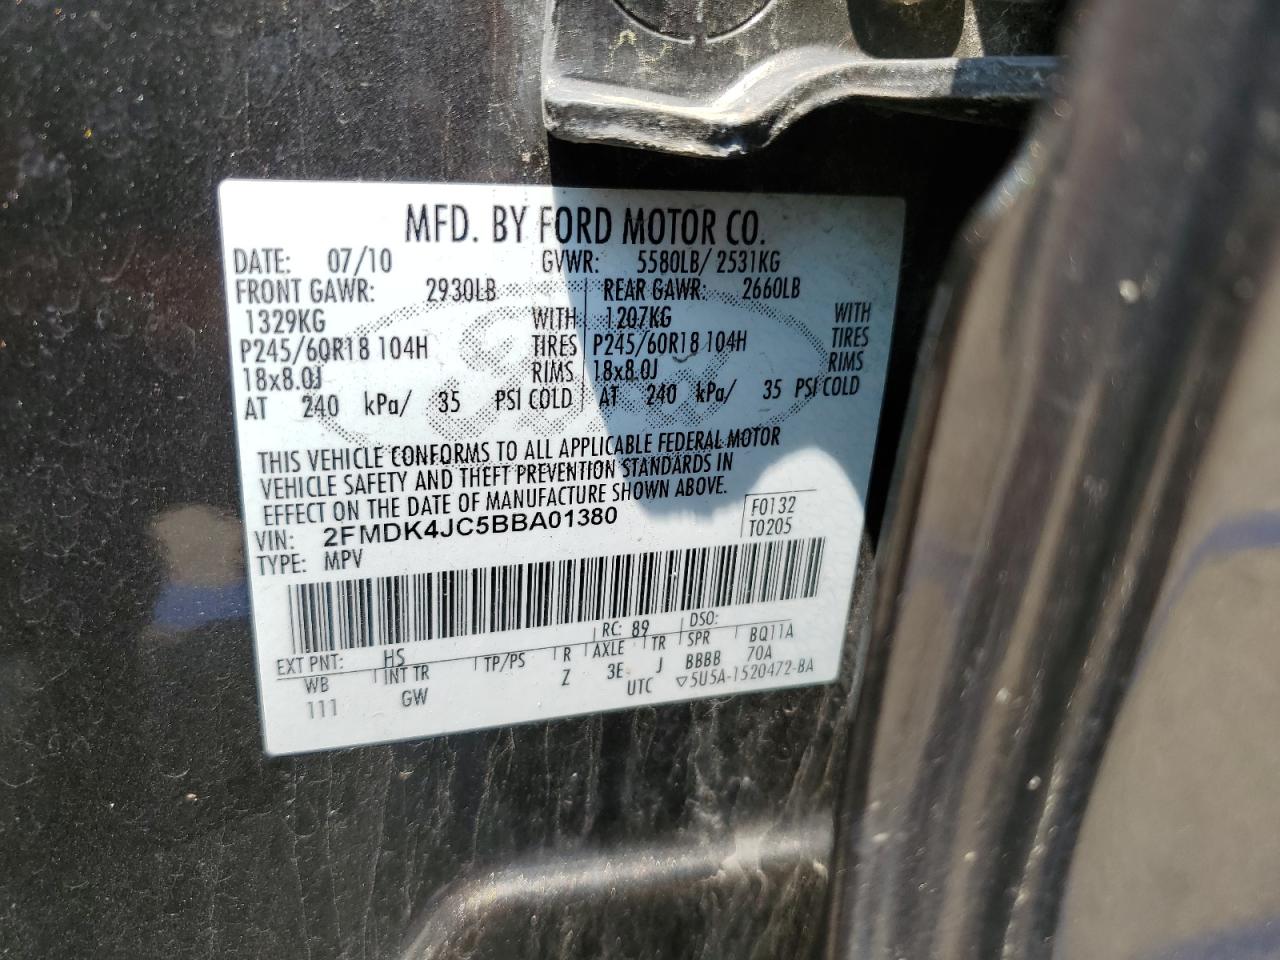 MFD. BY FORD MOTOR CO.
DATE: 07/10 GVWR: 5580LB/ 2531KG
FRONT GAWR: 2930LB REAR GAWR: 2660LB
1329KG WITH 1207KG WITH
P245/60R18 104H TIRES P245/60R18 104H TIRES
18x8.0J RIMS 18x8.0J RIMS
AT 240 kPa/ 35 PSI COLD AT 240 kPa/ 35 PSI COLD
THIS VEHICLE CONFORMS TO ALL APPLICABLE FEDERAL MOTOR
VEHICLE SAFETY AND THEFT PREVENTION STANDARDS IN
EFFECT ON THE DATE OF MANUFACTURE SHOWN ABOVE.
VIN: 2FMDK4JC5BBA01380 F0132
TYPE: MPV T0205
EXT PNT: HS RC: 89 DSO:
WB INT TR TP/PS R AXLE TR SPR BQ11A
111 GW Z 3E J BBBB 70A
UTC ▽5U5A-1520472-BA